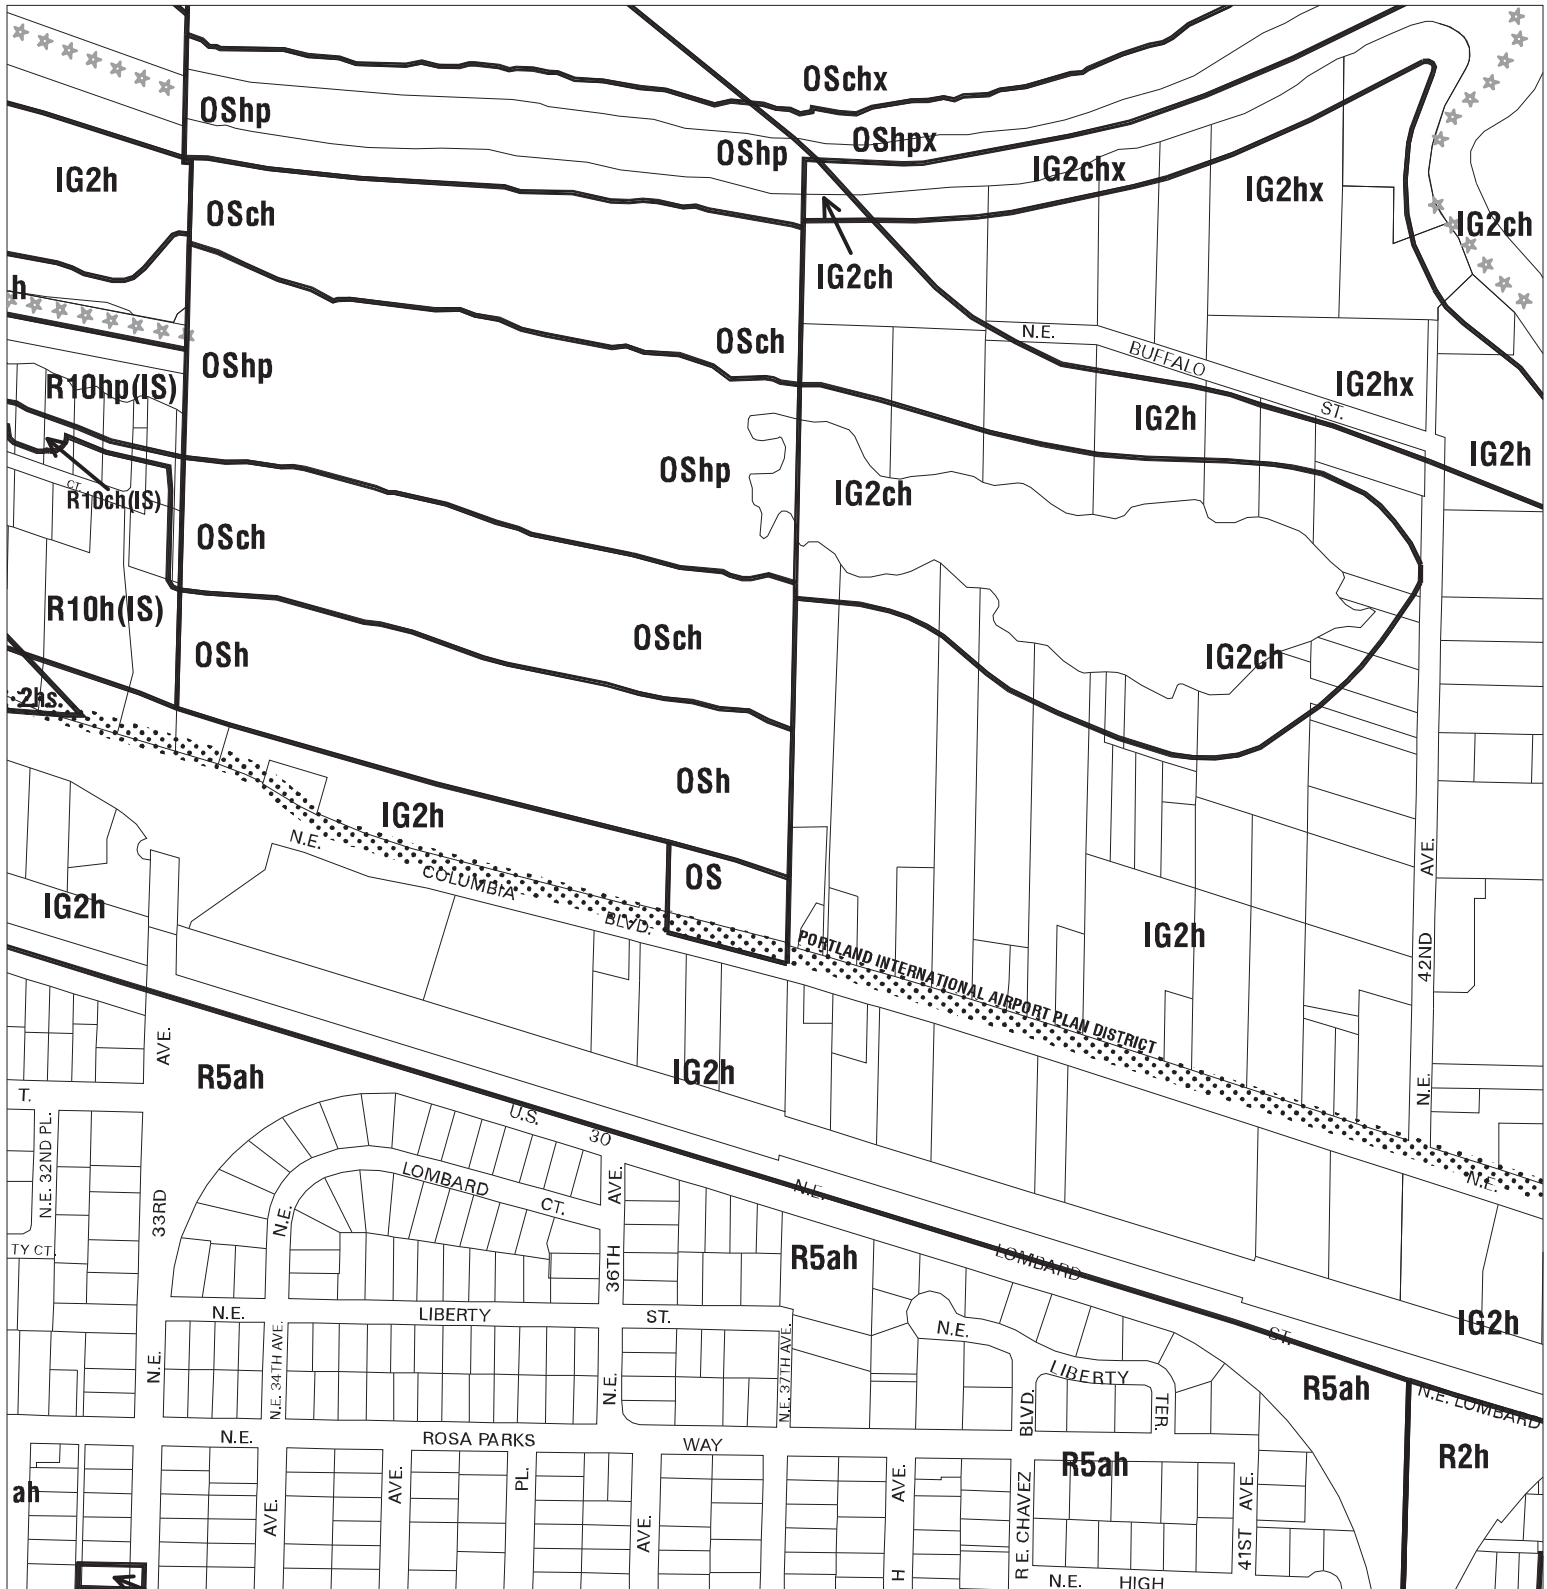 OSchx
OShp
OShpx
OShp
IG2chx
IG2h
IG2hx
OSch
IG2ch
IG2ch
h
N.E.
BUFFALO
ST.
OSch
OShp
R10hp(IS)
IG2hx
IG2h
IG2h
OShp
CT.
R10ch(IS)
IG2ch
OSch
R10h(IS)
OSch
OSh
IG2ch
2hs
OSh
IG2h
N.E.
COLUMBIA
BLVD.
OS
AVE.
42ND
N.E.
IG2h
IG2h
PORTLAND INTERNATIONAL AIRPORT PLAN DISTRICT
AVE.
33RD
N.E.
R5ah
IG2h
T.
N.E. 32ND PL.
U.S.
30
LOMBARD
CT.
N.E.
AVE.
36TH
N.E.
N.E.
N.E.
TY CT.
R5ah
LOMBARD
ST.
IG2h
N.E.
LIBERTY
ST.
N.E.
LIBERTY
TER.
N.E. 34TH AVE.
N.E. 37TH AVE.
R5ah
N.E. LOMBARD
BLVD.
N.E.
ROSA PARKS
WAY
R5ah
R2h
ah
AVE.
AVE.
PL.
AVE.
AVE.
H
R E. CHAVEZ
AVE.
41ST
N.E.
HIGH